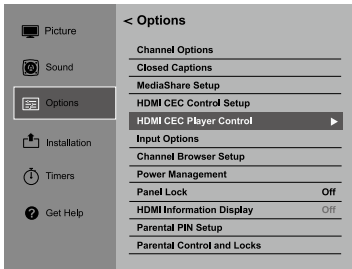 Picture
Sound
Options
Installation
Timers
Get Help
< Options
Channel Options
Closed Captions
MediaShare Setup
HDMI CEC Control Setup
HDMI CEC Player Control
Input Options
Channel Browser Setup
Power Management
Panel Lock Off
HDMI Information Display Off
Parental PIN Setup
Parental Control and Locks